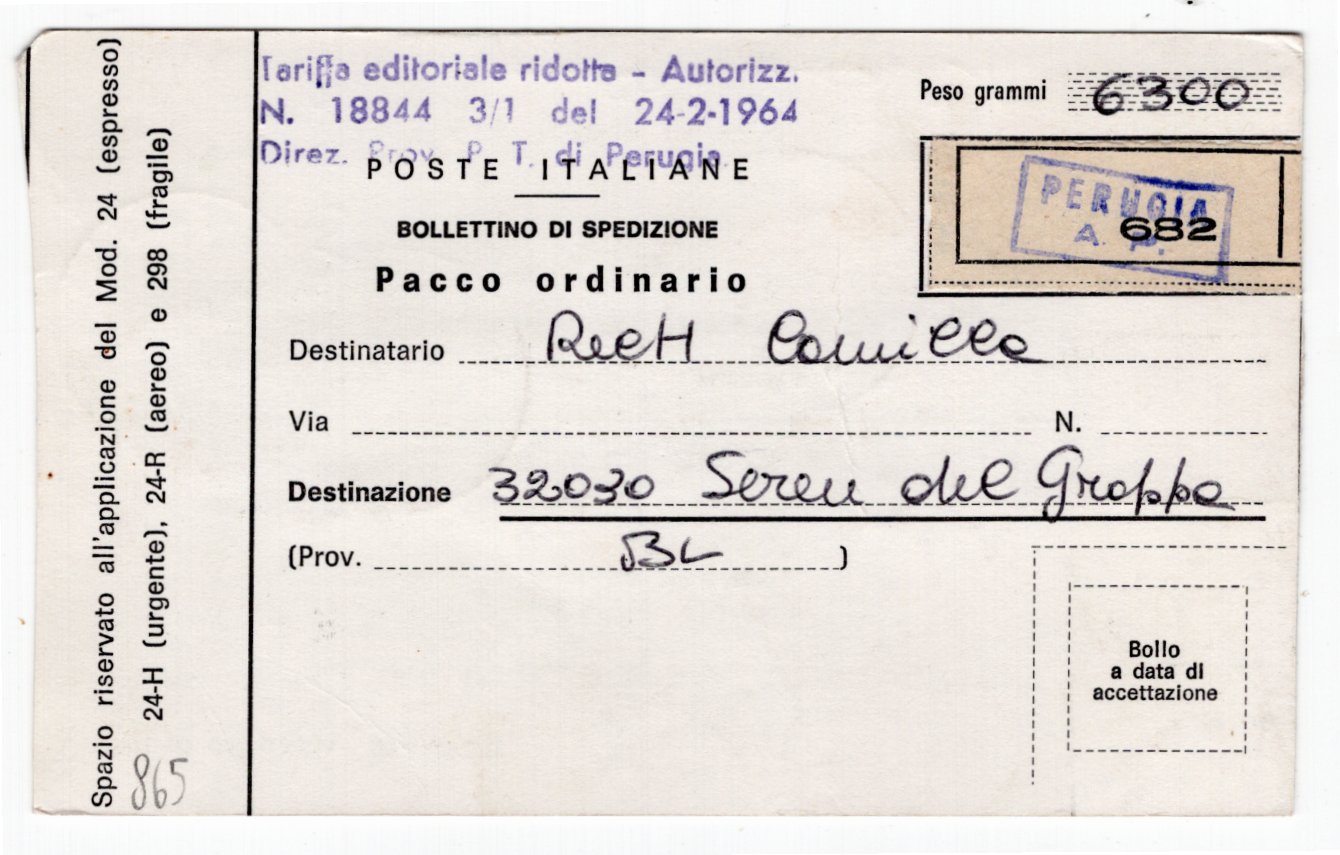 Tariffa editoriale ridotta - Autorizz.
N. 18844 3/1 del 24-2-1964
Direz. Prov. P. T. di Perugia
POSTE ITALIANE
BOLLETTINO DI SPEDIZIONE
Pacco ordinario
Peso grammi 6300
PERUGIA
A. P.
682
Destinatario Camilla
Via N.
Destinazione 32030 Seren del Grappa
(Prov. BL )
Bollo
a data di
accettazione
Spazio riservato all'applicazione del Mod. 24 (espresso)
24-H (urgente), 24-R (aereo) e 298 (fragile)
865